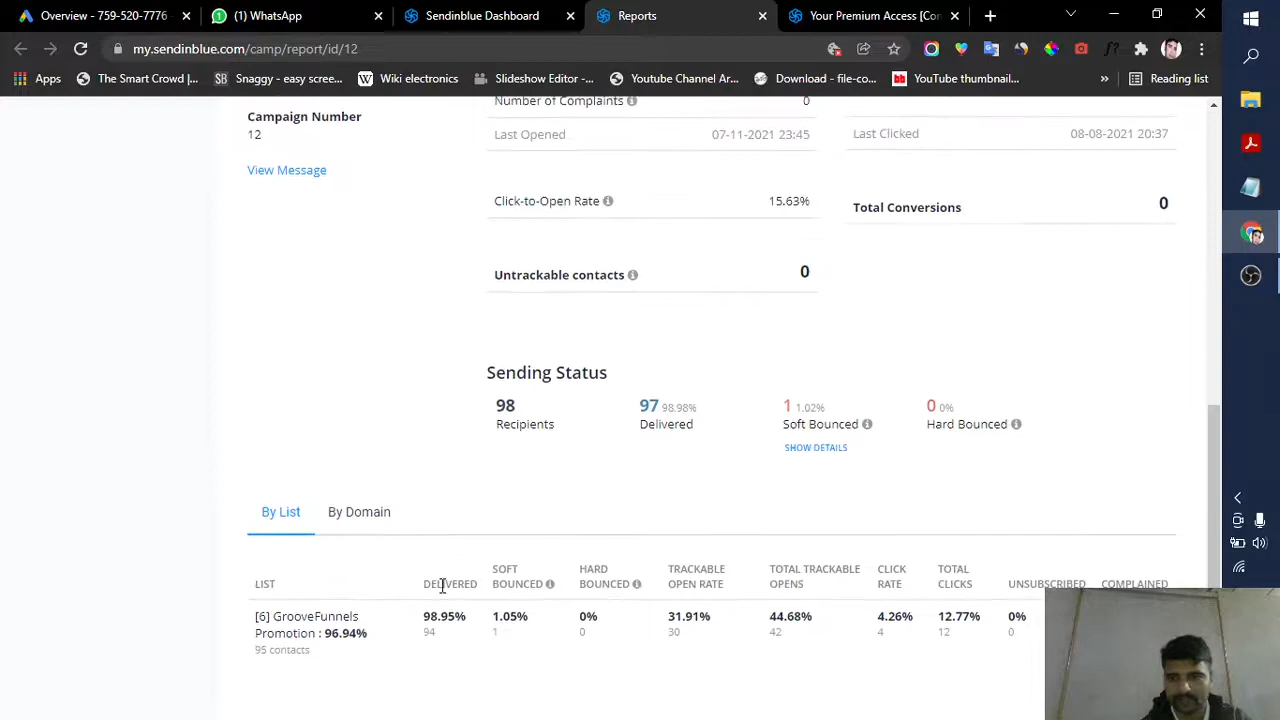 Overview - 759-520-7776
(1) WhatsApp
Sendinblue Dashboard
Reports
Your Premium Access [Con
my.sendinblue.com/camp/report/id/12
Apps
The Smart Crowd |...
Snaggy - easy scree...
Wiki electronics
Slideshow Editor -...
Youtube Channel Ar...
Download - file-co...
YouTube thumbnail...
Reading list
Campaign Number
12
View Message
Number of Complaints 0
Last Opened 07-11-2021 23:45
Last Clicked 08-08-2021 20:37
Click-to-Open Rate 15.63%
Total Conversions 0
Untrackable contacts 0
Sending Status
98
Recipients
97 98.98%
Delivered
1 1.02%
Soft Bounced
SHOW DETAILS
0 0%
Hard Bounced
By List By Domain
LIST DELIVERED SOFT BOUNCED HARD BOUNCED TRACKABLE OPEN RATE TOTAL TRACKABLE OPENS CLICK RATE TOTAL CLICKS UNSUBSCRIBED COMPLAINED
[6] GrooveFunnels 98.95% 1.05% 0% 31.91% 44.68% 4.26% 12.77% 0%
Promotion : 96.94% 94 1 0 30 42 4 12 0
95 contacts